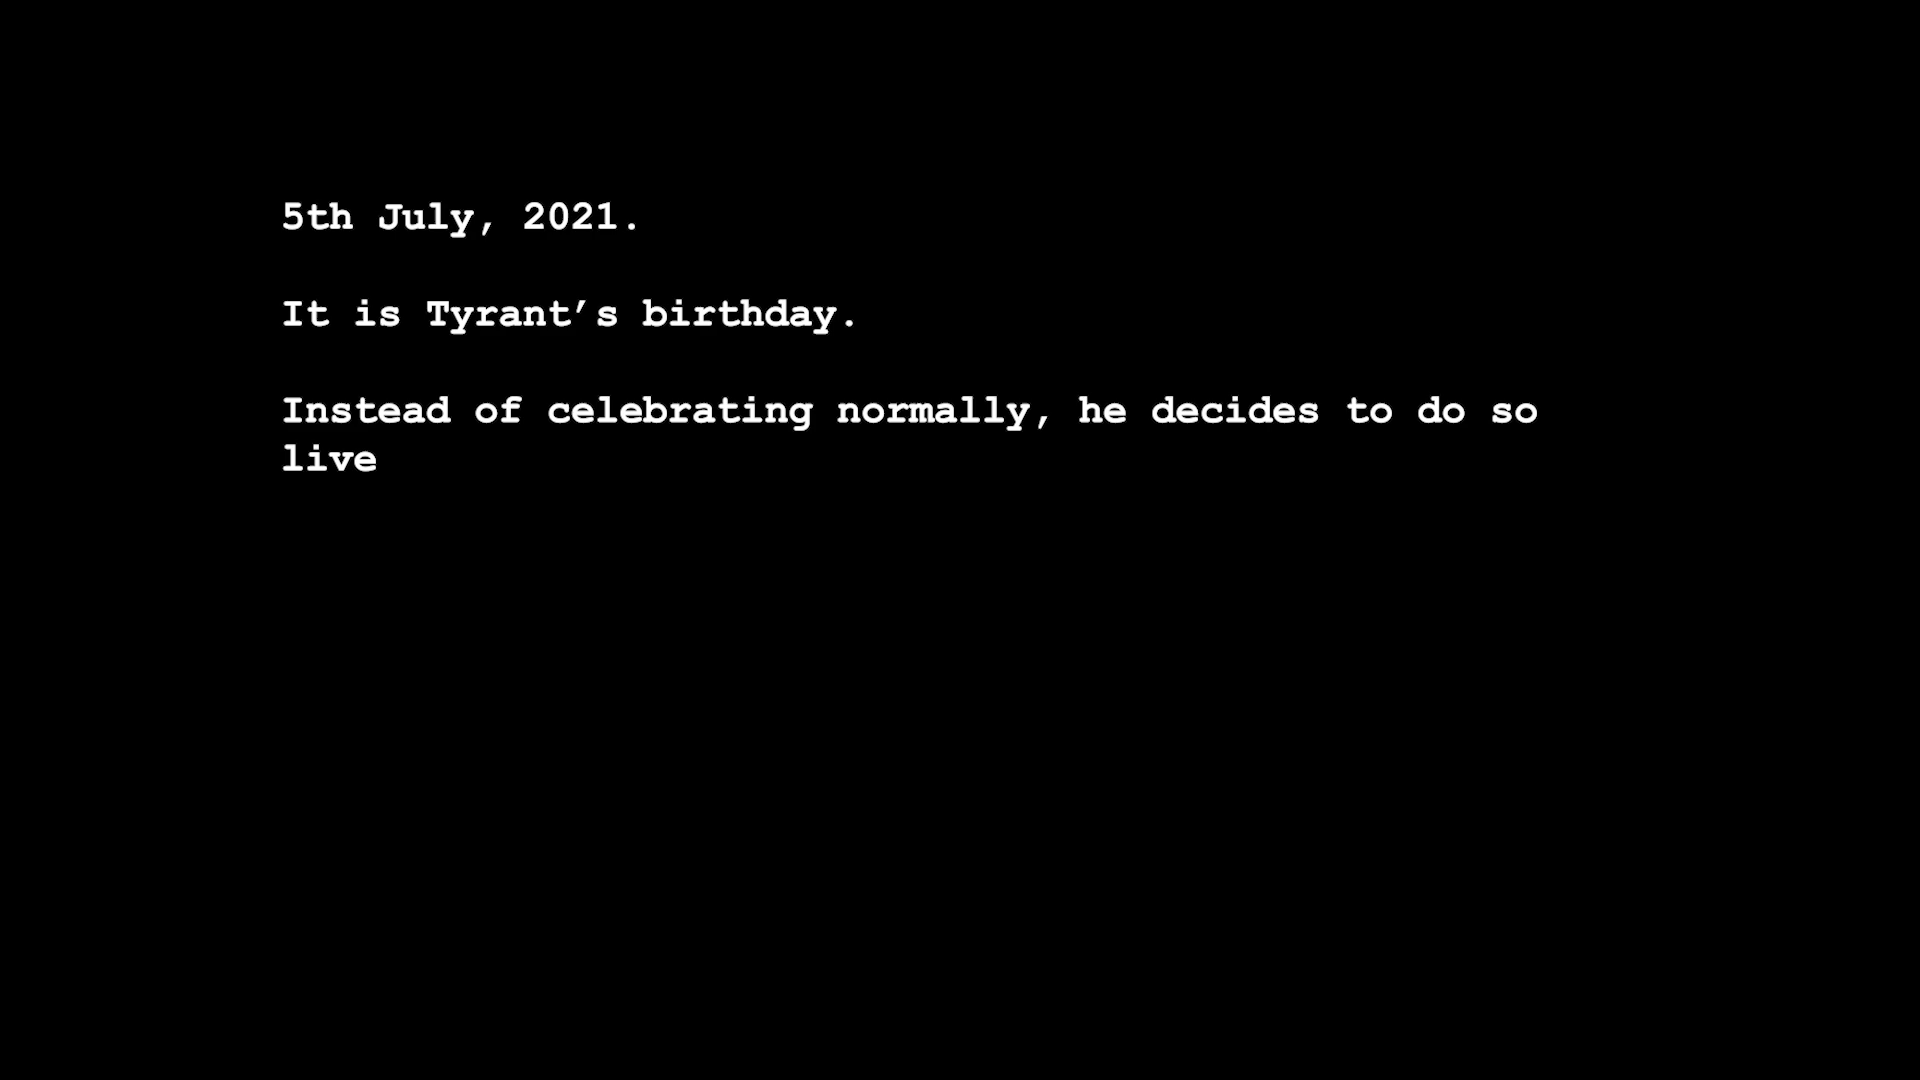 5th July, 2021.
It is Tyrant’s birthday.
Instead of celebrating normally, he decides to do so
live